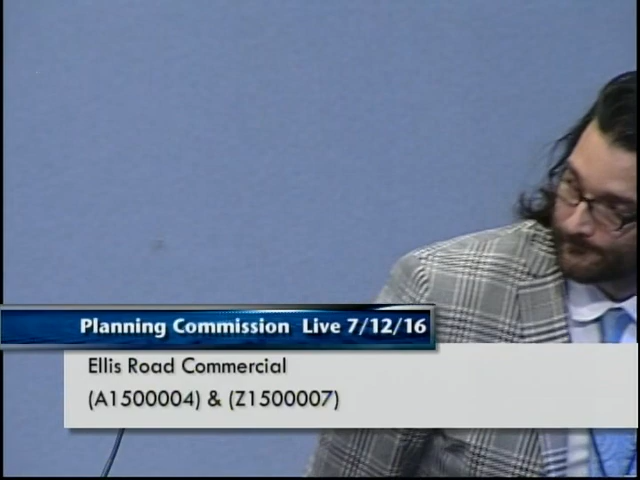 Planning Commission Live 7/12/16
Ellis Road Commercial
(A1500004) & (Z1500007)